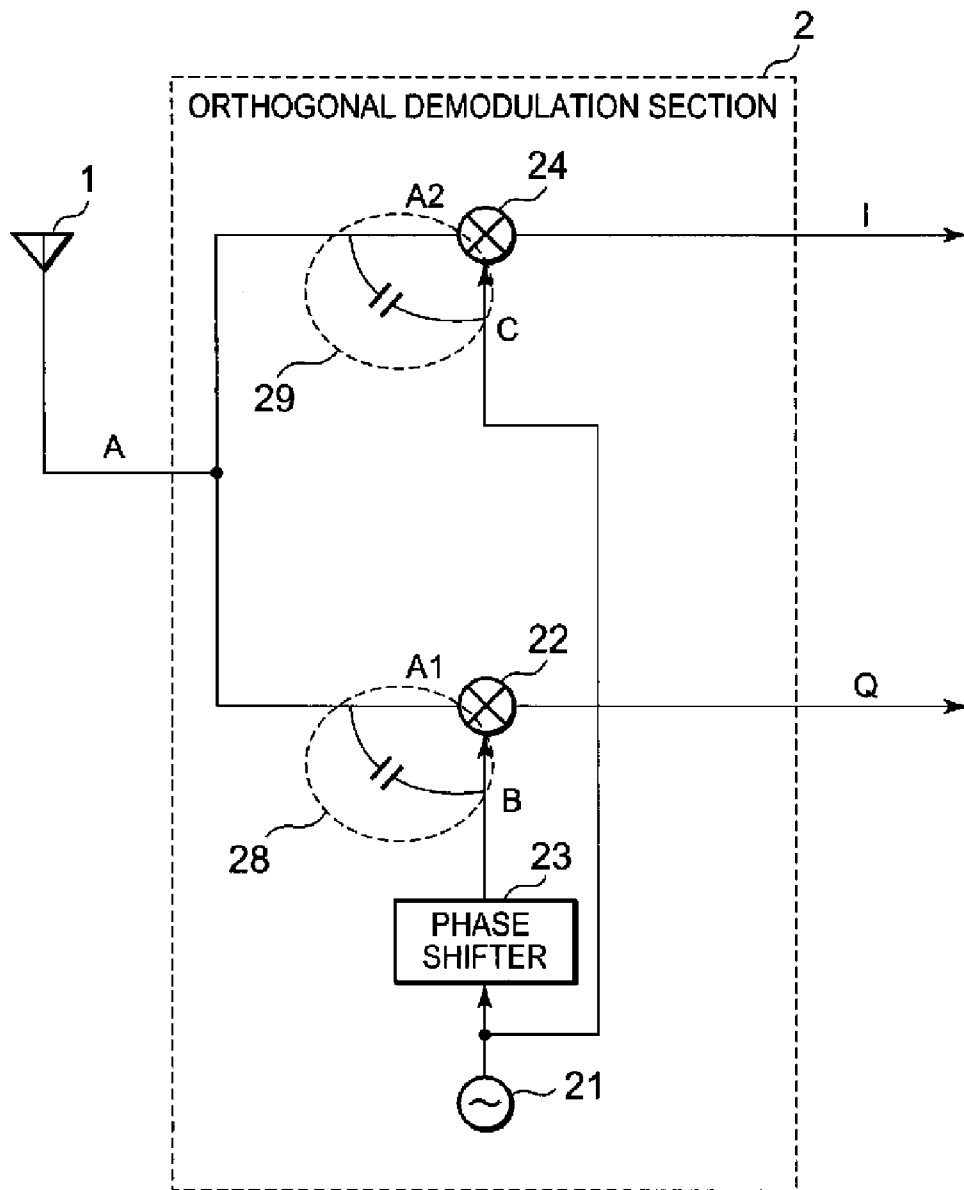 2
ORTHOGONAL DEMODULATION SECTION
1
A2
24
I
C
29
A
22
A1
Q
B
28
23
PHASE
SHIFTER
21